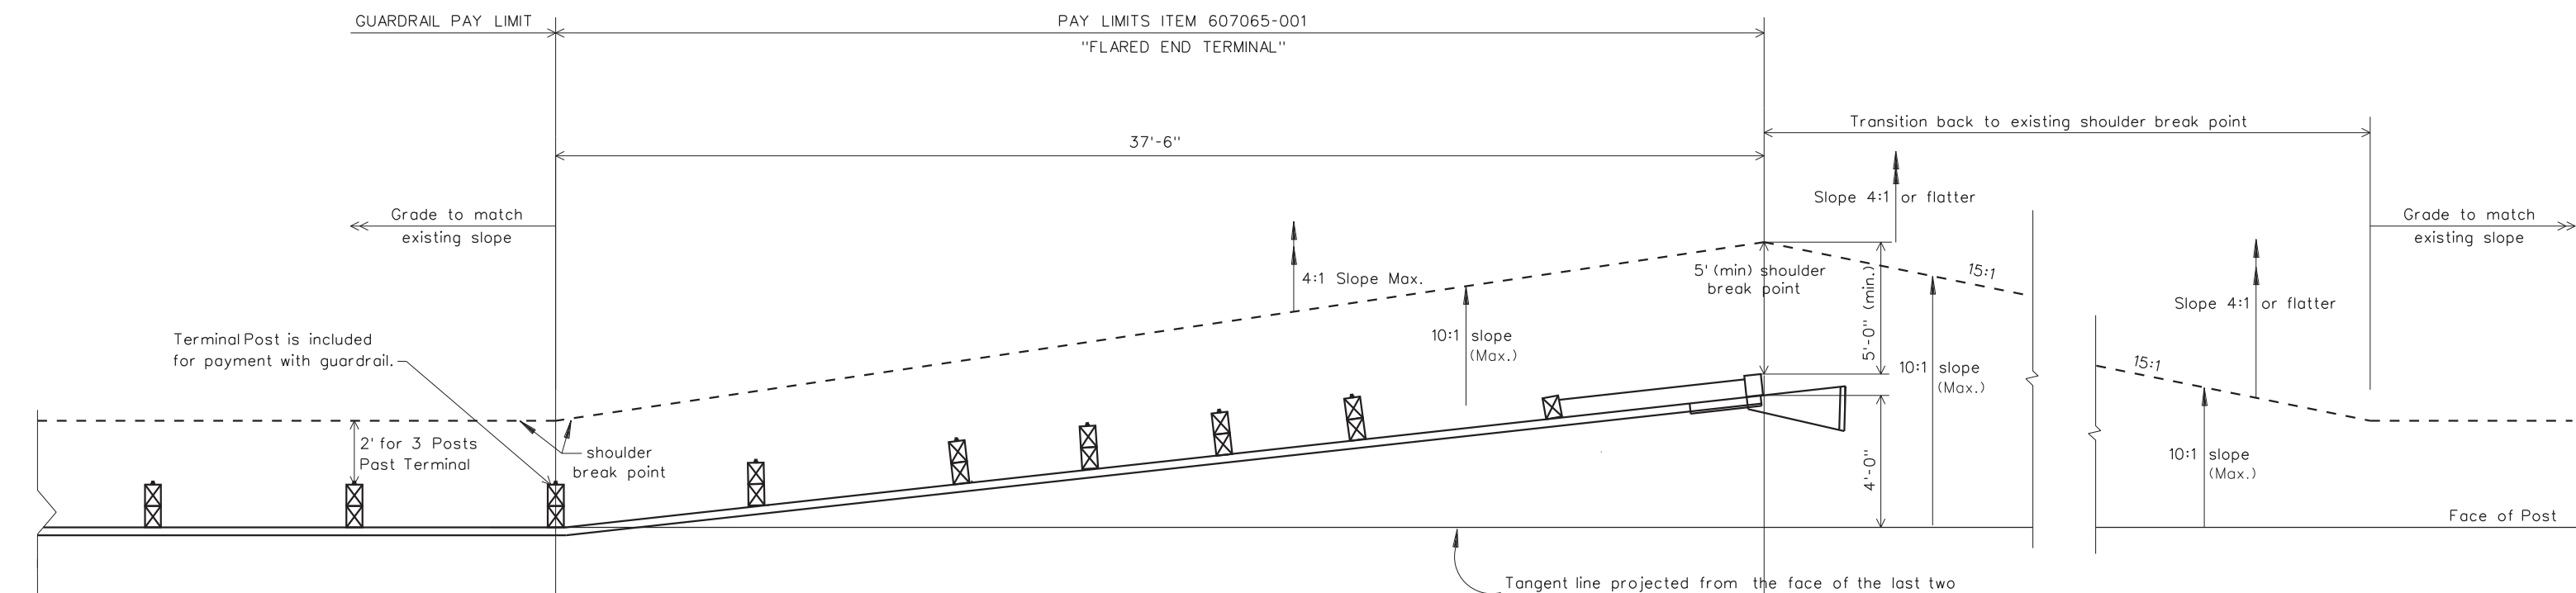 GUARDRAIL PAY LIMIT
PAY LIMITS ITEM 607065-001
"FLARED END TERMINAL"
Transition back to existing shoulder break point
37'-6"
Slope 4:1 or flatter
Grade to match
existing slope
Grade to match
existing slope
4:1 Slope Max.
5' (min) shoulder
break point
5'-0" (min.)
15:1
Slope 4:1 or flatter
Terminal Post is included
for payment with guardrail.
10:1 slope
(Max.)
10:1 slope
(Max.)
15:1
2' for 3 Posts
Past Terminal
shoulder
break point
4'-0"
10:1 slope
(Max.)
Face of Post
Tangent line projected from the face of the last two